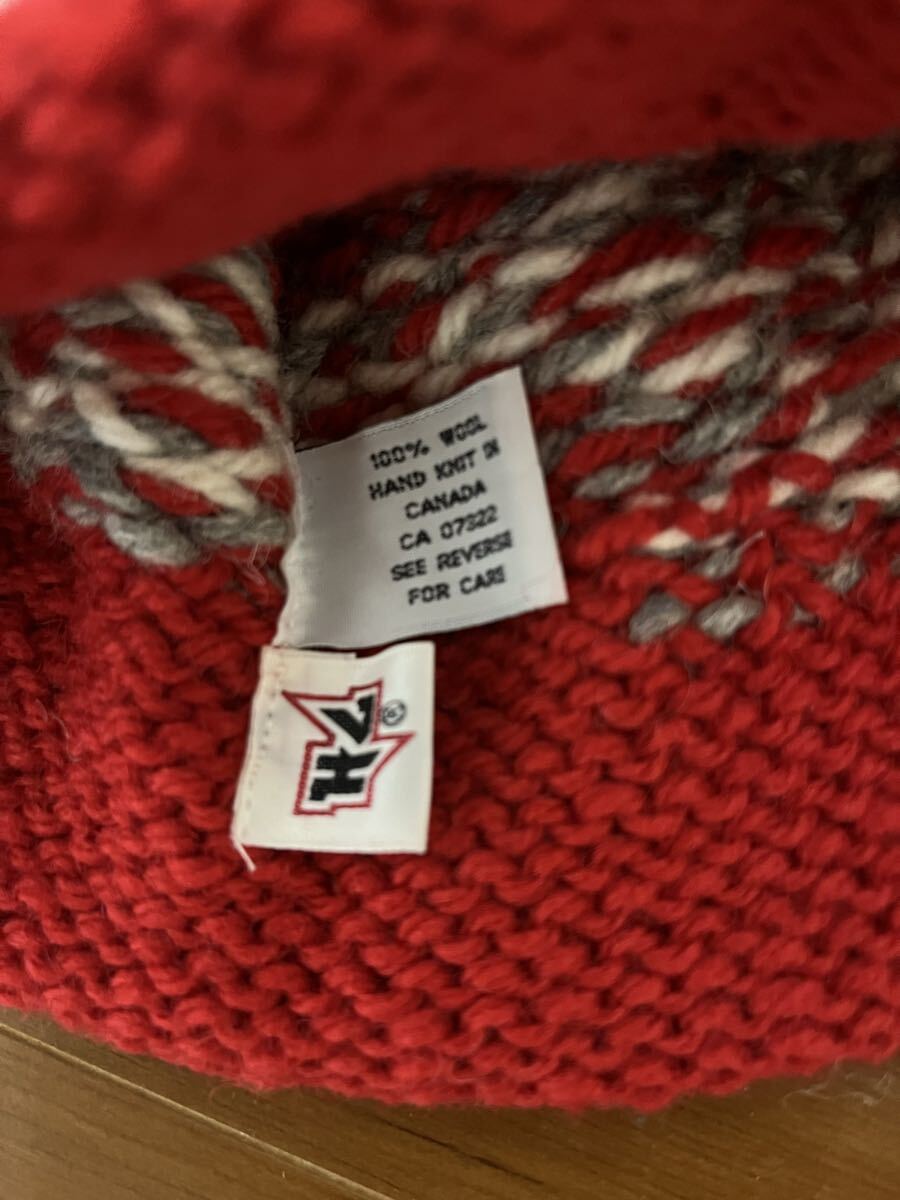 100% WOOL
HAND KNIT IN
CANADA
CA 07322
SEE REVERSE
FOR CARE
®